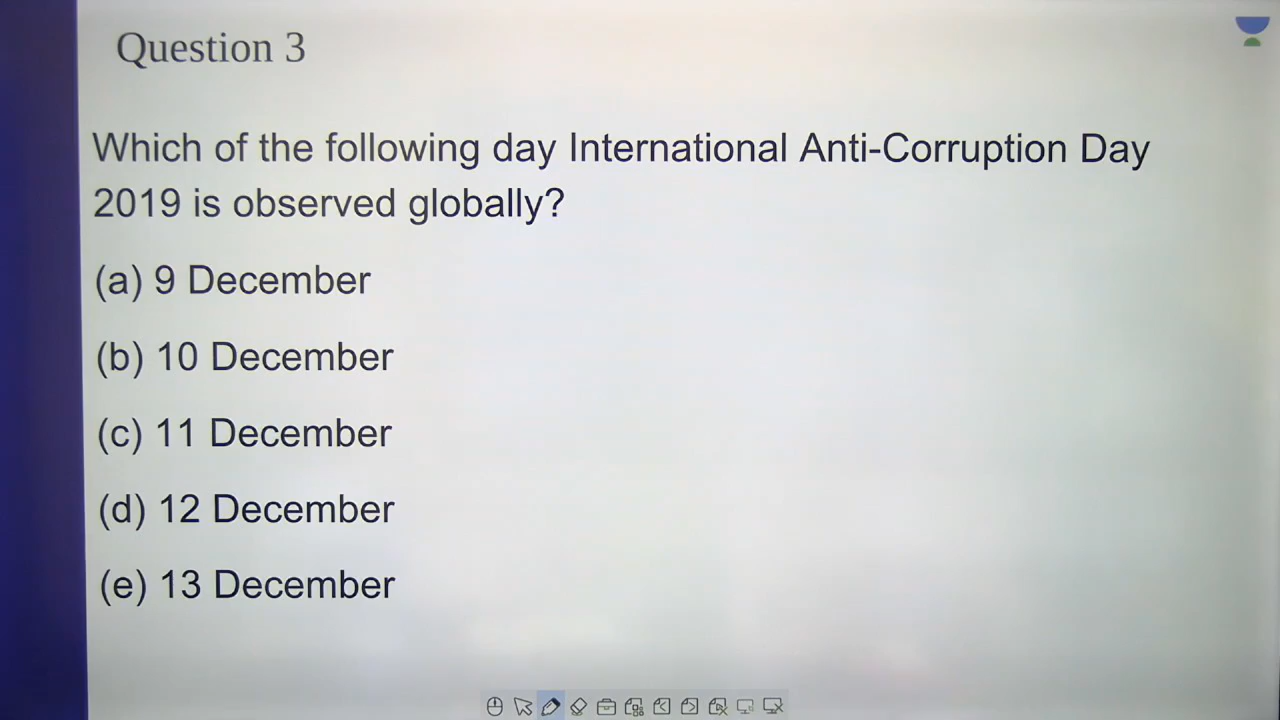 Question 3
Which of the following day International Anti-Corruption Day
2019 is observed globally?
(a) 9 December
(b) 10 December
(c) 11 December
(d) 12 December
(e) 13 December